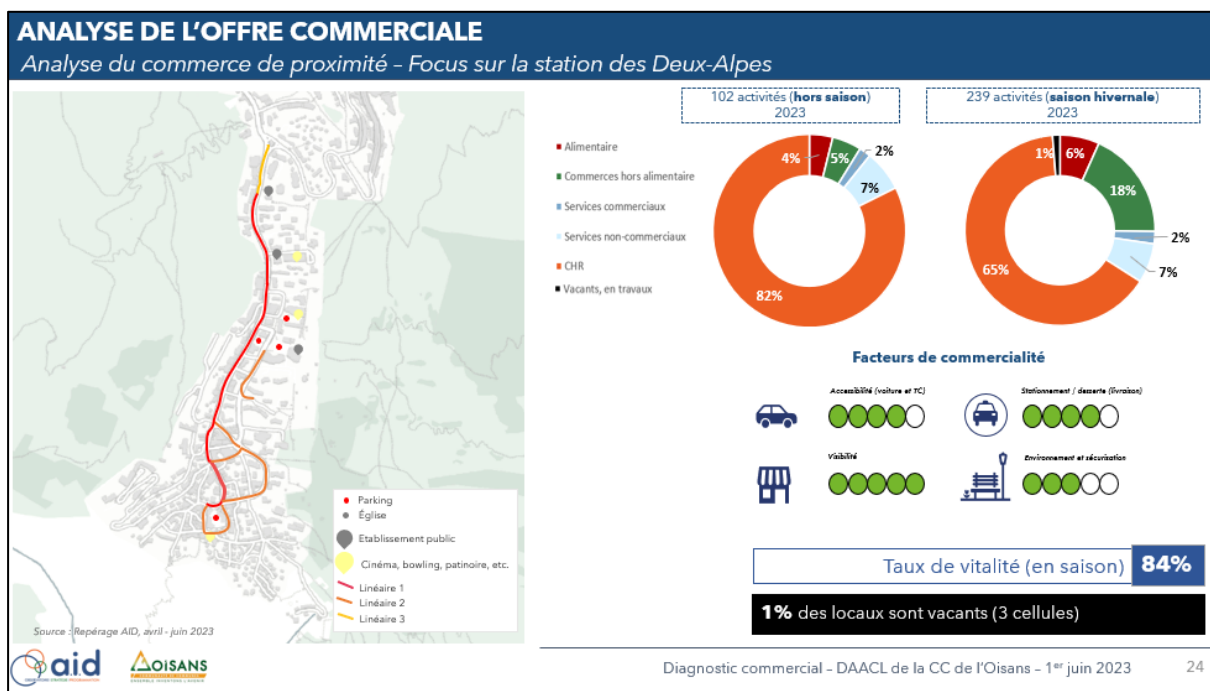 ANALYSE DE L'OFFRE COMMERCIALE
Analyse du commerce de proximité – Focus sur la station des Deux-Alpes
102 activités (hors saison)
2023
239 activités (saison hivernale)
2023
Alimentaire
Commerces hors alimentaire
Services commerciaux
Services non-commerciaux
CHR
Vacants, en travaux
4%
5%
2%
7%
82%
1%
6%
18%
2%
7%
65%
Facteurs de commercialité
Accessibilité (voiture et TC)
Stationnement / desserte (livraison)
Visibilité
Environnement et sécurisation
Parking
Église
Etablissement public
Cinéma, bowling, patinoire, etc.
Linéaire 1
Linéaire 2
Linéaire 3
Taux de vitalité (en saison) 84%
1% des locaux sont vacants (3 cellules)
Source : Repérage AID, avril - juin 2023
a.i.d
OISANS
Diagnostic commercial – DAACL de la CC de l'Oisans – 1er juin 2023 24